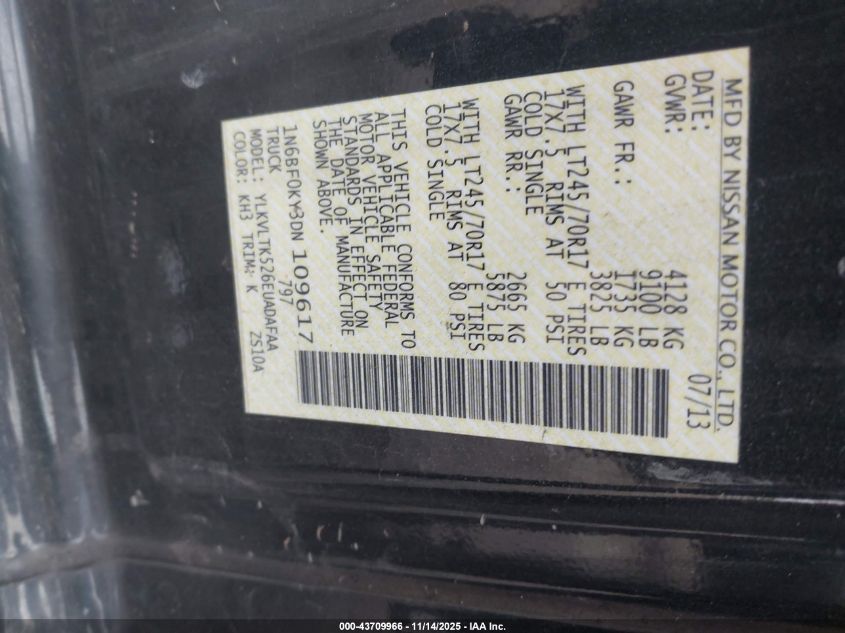 MFD BY NISSAN MOTOR CO., LTD.
DATE: 07/13
GVWR: 4128 KG
9100 LB
GAWR FR.: 1735 KG
3825 LB
WITH LT245/70R17 E TIRES
17X7.5 RIMS AT 50 PSI
COLD SINGLE
GAWR RR.: 2665 KG
5875 LB
WITH LT245/70R17 E TIRES
17X7.5 RIMS AT 80 PSI
COLD SINGLE
THIS VEHICLE CONFORMS TO
ALL APPLICABLE FEDERAL
MOTOR VEHICLE SAFETY
STANDARDS IN EFFECT ON
THE DATE OF MANUFACTURE
SHOWN ABOVE
1N6BF0KY3DN109617
TRUCK 797
MODEL: YLKVLTK526EUADAFAA
COLOR: KH3 TRIM: K ZS10A
000-43709966 - 11/14/2025 - IAA Inc.